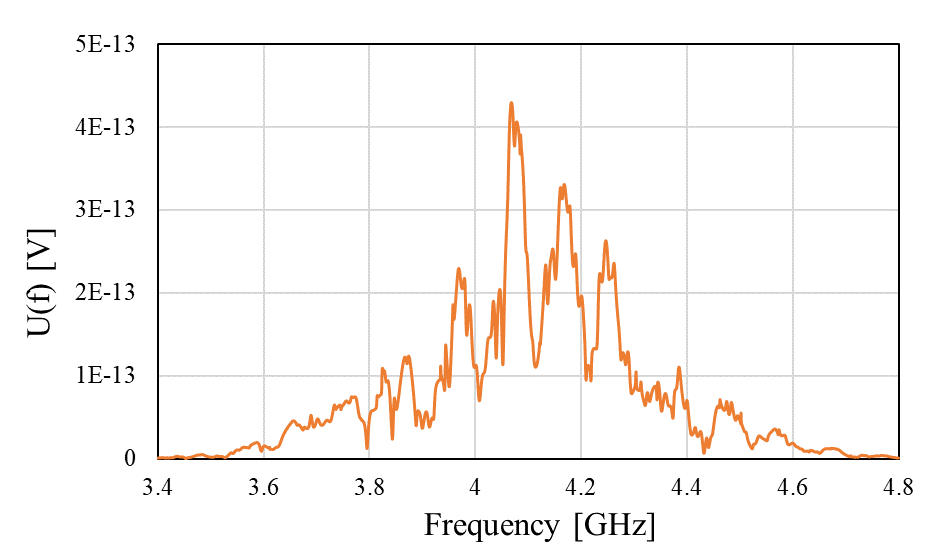 5E-13
4E-13
3E-13
2E-13
1E-13
0
U(f) [V]
3.4 3.6 3.8 4 4.2 4.4 4.6 4.8
Frequency [GHz]